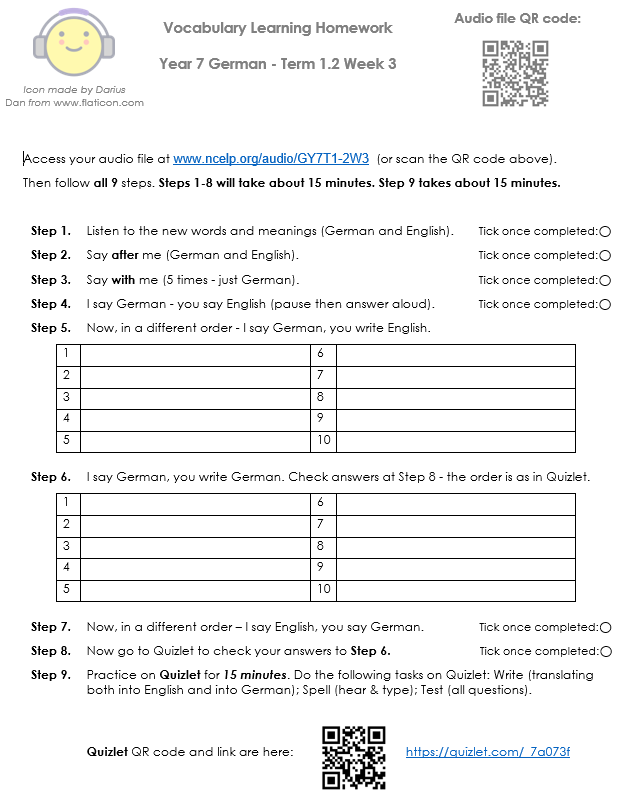 Vocabulary Learning Homework
Audio file QR code:
Year 7 German - Term 1.2 Week 3
Icon made by Darius
Dan from www.flaticon.com
Access your audio file at www.ncelp.org/audio/GY7T1-2W3 (or scan the QR code above).
Then follow all 9 steps. Steps 1-8 will take about 15 minutes. Step 9 takes about 15 minutes.
Step 1. Listen to the new words and meanings (German and English). Tick once completed:
Step 2. Say after me (German and English). Tick once completed:
Step 3. Say with me (5 times - just German). Tick once completed:
Step 4. I say German - you say English (pause then answer aloud). Tick once completed:
Step 5. Now, in a different order - I say German, you write English.
1 6
2 7
3 8
4 9
5 10
Step 6. I say German, you write German. Check answers at Step 8 - the order is as in Quizlet.
1 6
2 7
3 8
4 9
5 10
Step 7. Now, in a different order – I say English, you say German. Tick once completed:
Step 8. Now go to Quizlet to check your answers to Step 6. Tick once completed:
Step 9. Practice on Quizlet for 15 minutes. Do the following tasks on Quizlet: Write (translating
both into English and into German); Spell (hear & type); Test (all questions).
Quizlet QR code and link are here: https://quizlet.com/_7a073f